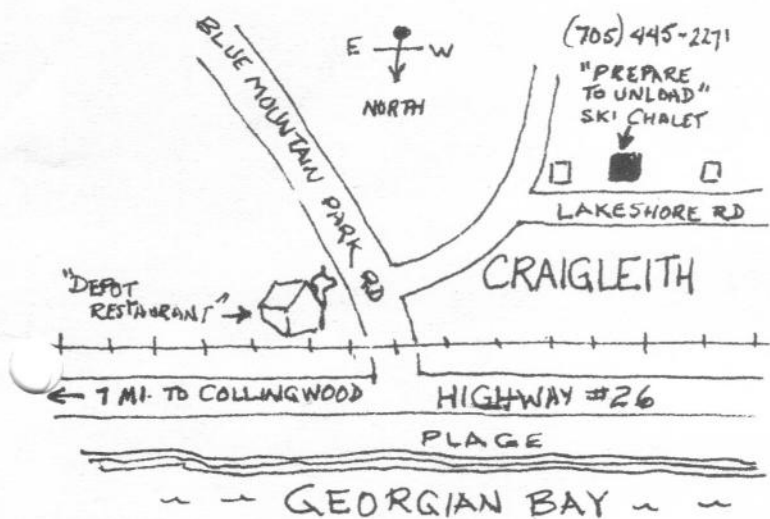 BLUE MOUNTAIN PARK RD
E W
NORTH
(705) 445-2271
"PREPARE
TO UNLOAD"
SKI CHALET
LAKESHORE RD
CRAIGLEITH
"DEPOT
RESTAURANT"
7 MI. TO COLLINGWOOD
HIGHWAY #26
PLAGE
GEORGIAN BAY